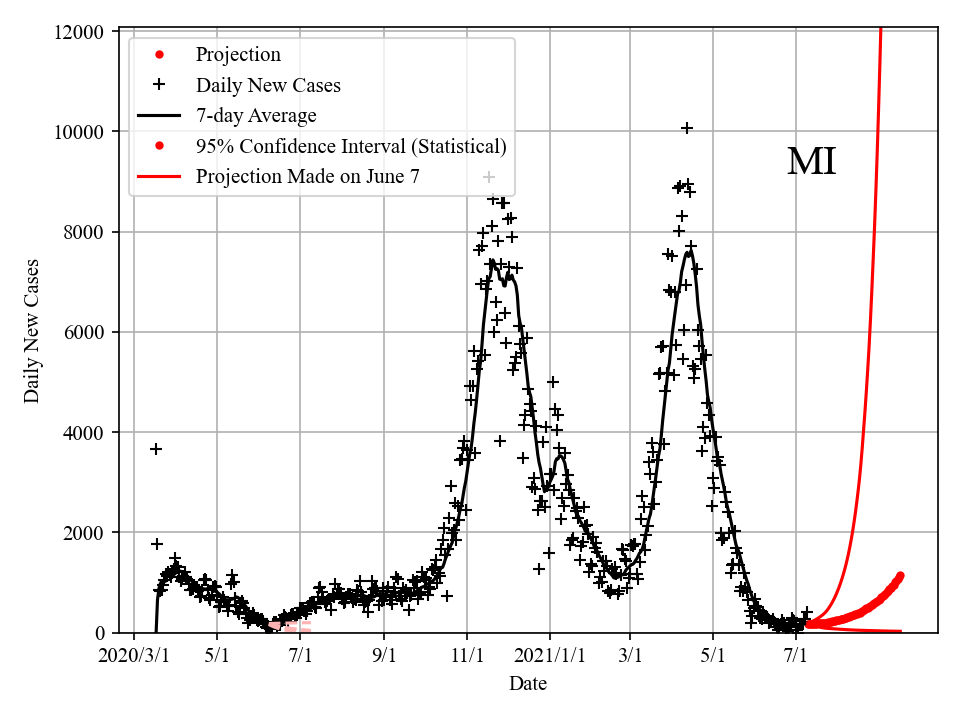 12000
10000
8000
6000
4000
2000
0
Daily New Cases
Projection
Daily New Cases
7-day Average
95% Confidence Interval (Statistical)
Projection Made on June 7
MI
2020/3/1 5/1 7/1 9/1 11/1 2021/1/1 3/1 5/1 7/1
Date